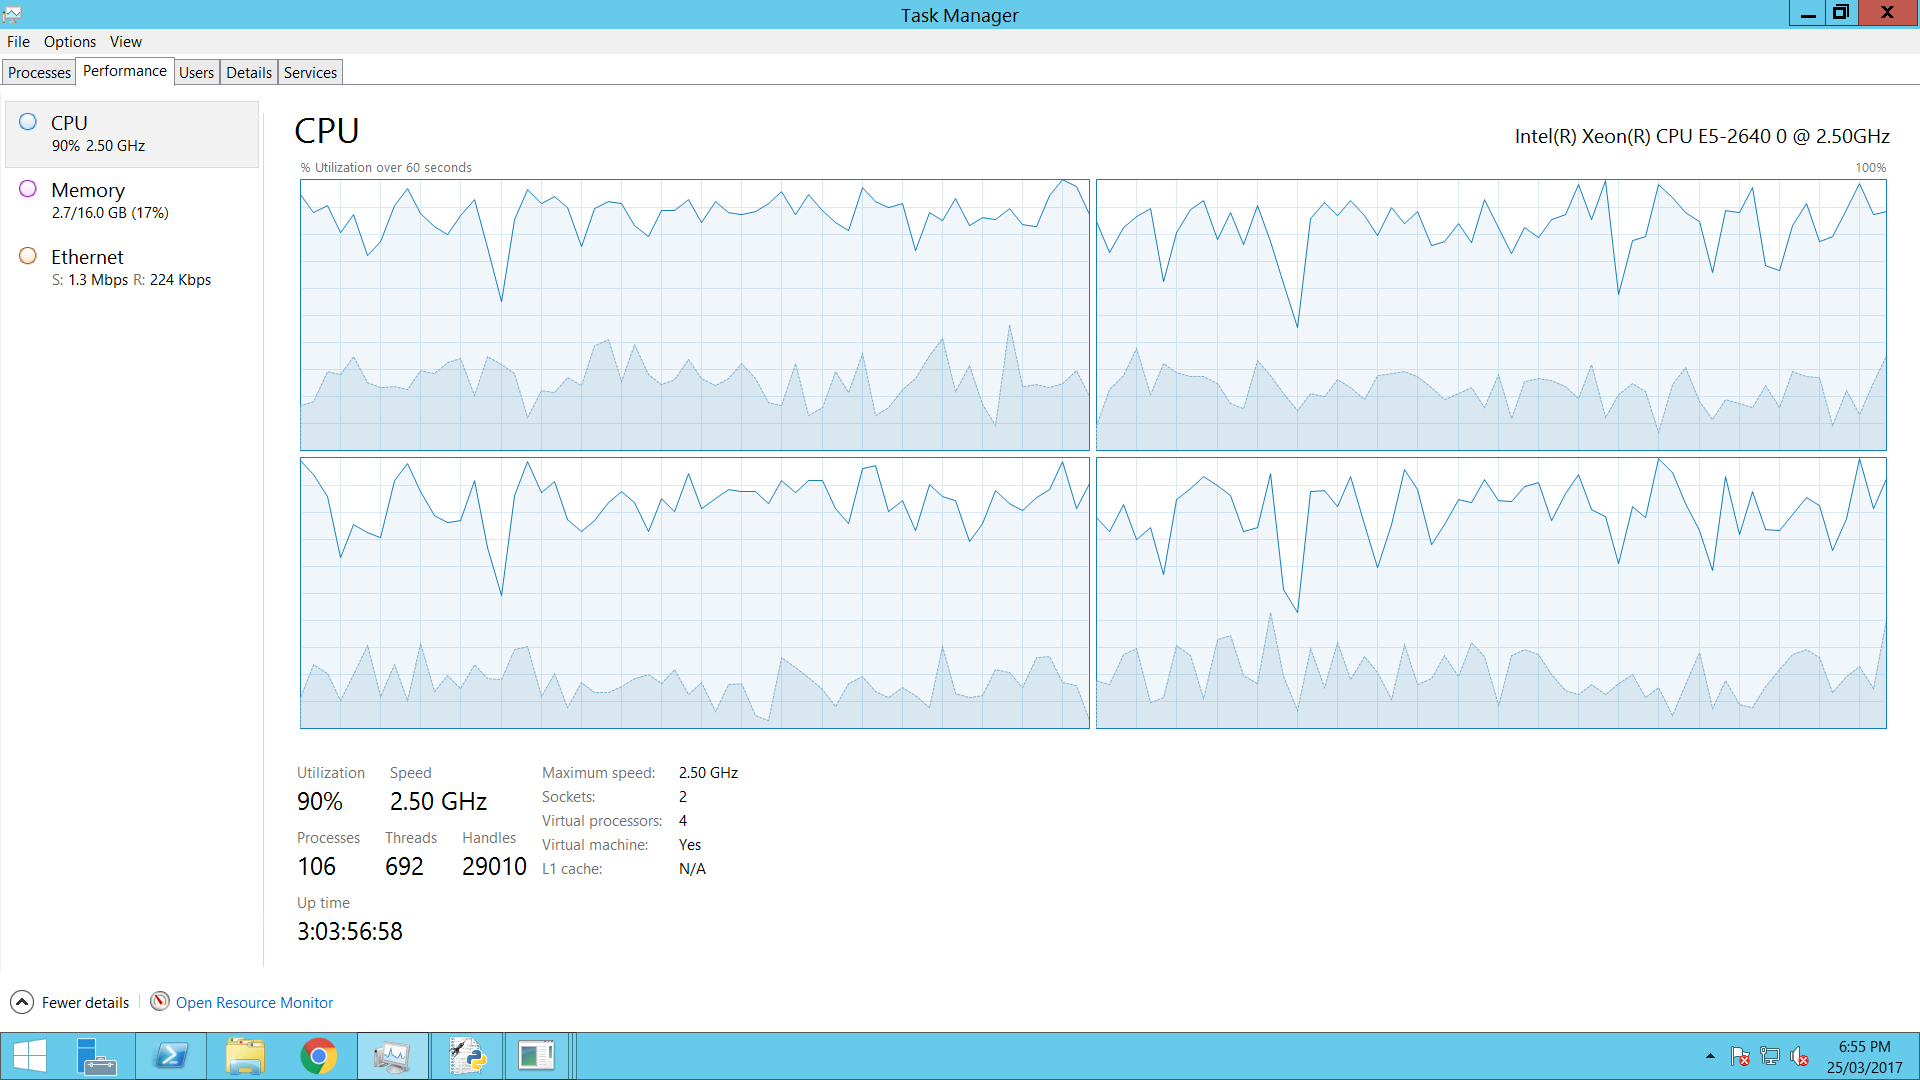 Task Manager
File Options View
Processes Performance Users Details Services
CPU
90% 2.50 GHz
Memory
2.7/16.0 GB (17%)
Ethernet
S: 1.3 Mbps R: 224 Kbps
CPU
Intel(R) Xeon(R) CPU E5-2640 0 @ 2.50GHz
% Utilization over 60 seconds
100%
Utilization Speed
90% 2.50 GHz
Processes Threads Handles
106 692 29010
Up time
3:03:56:58
Maximum speed: 2.50 GHz
Sockets: 2
Virtual processors: 4
Virtual machine: Yes
L1 cache: N/A
Fewer details Open Resource Monitor
6:55 PM
25/03/2017